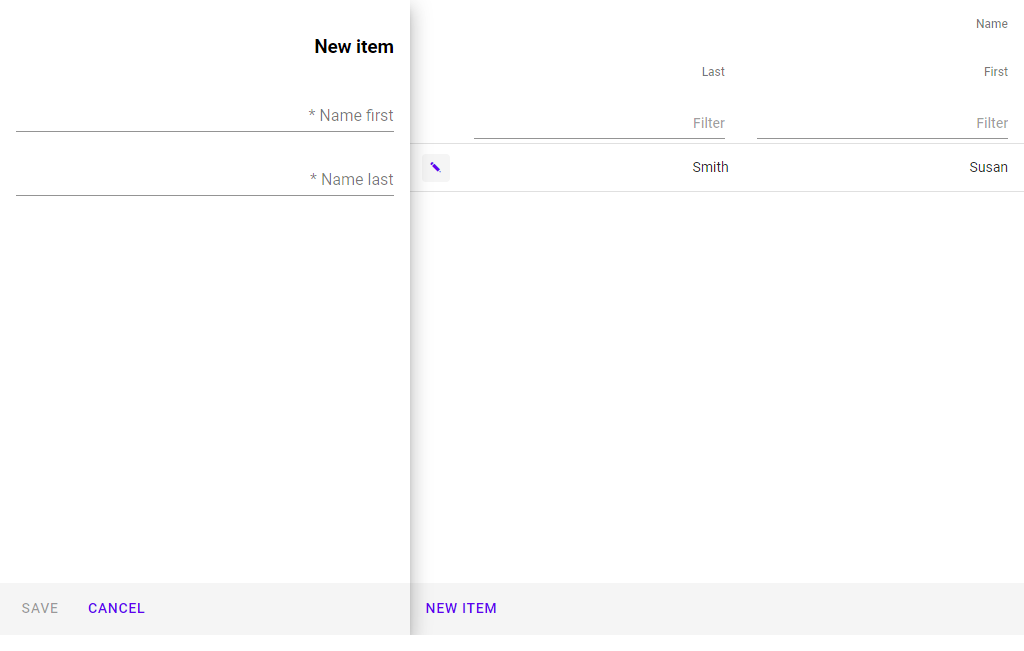 New item
* Name first
* Name last
SAVE CANCEL
Name
Last First
Filter Filter
Smith Susan
NEW ITEM